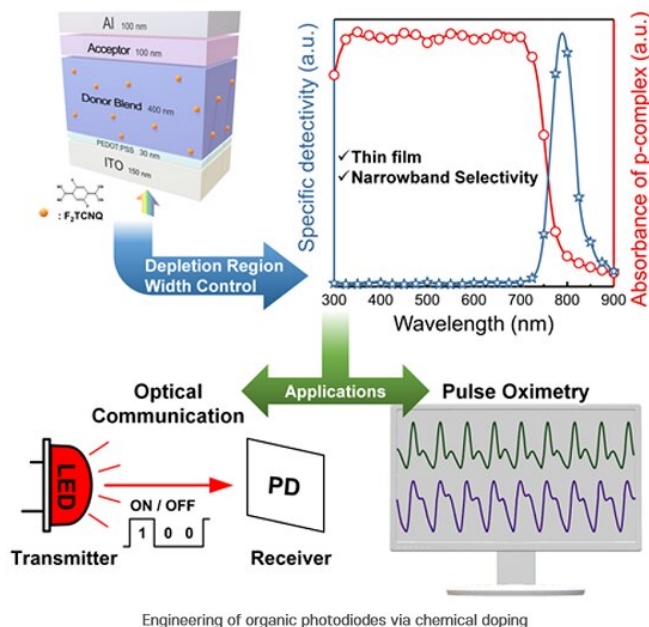 Al 100 nm
Acceptor 100 nm
Donor Blend 400 nm
PEDOT:PSS 30 nm
ITO 150 nm
: F₂TCNQ
Depletion Region
Width Control
Specific detectivity (a.u.)
Absorbance of p-complex (a.u.)
✓Thin film
✓Narrowband Selectivity
300 400 500 600 700 800 900
Wavelength (nm)
Applications
Optical
Communication
Pulse Oximetry
LED
PD
ON / OFF
1 0 0
Transmitter
Receiver
Engineering of organic photodiodes via chemical doping